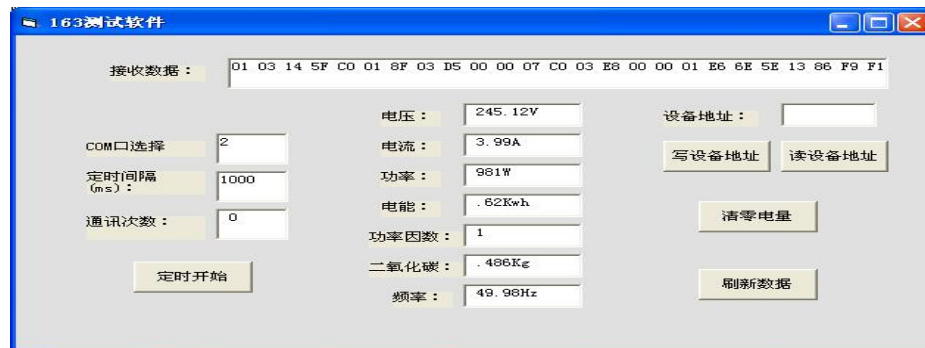 163测试软件
接收数据：
01 03 14 5F C0 01 8F 03 D5 00 00 07 C0 03 E8 00 00 01 E6 6E 5E 13 86 F9 F1
COM口选择
2
定时间隔
(ms)：
1000
通讯次数：
0
定时开始
电压：
245.12V
电流：
3.99A
功率：
981W
电能：
.62Kwh
功率因数：
1
二氧化碳：
.486Kg
频率：
49.98Hz
设备地址：
写设备地址
读设备地址
清零电量
刷新数据